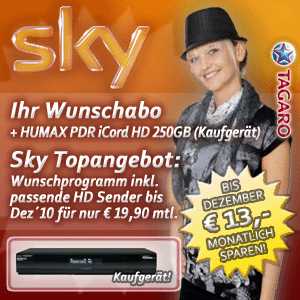 sky
TAGARO
Ihr Wunschabo
+ HUMAX PDR iCord HD 250GB (Kaufgerät)
Sky Topangebot:
Wunschprogramm inkl.
passende HD Sender bis
Dez´10 für nur € 19,90 mtl.
BIS
DEZEMBER
€ 13,-
MONATLICH
SPAREN!
Kaufgerät!